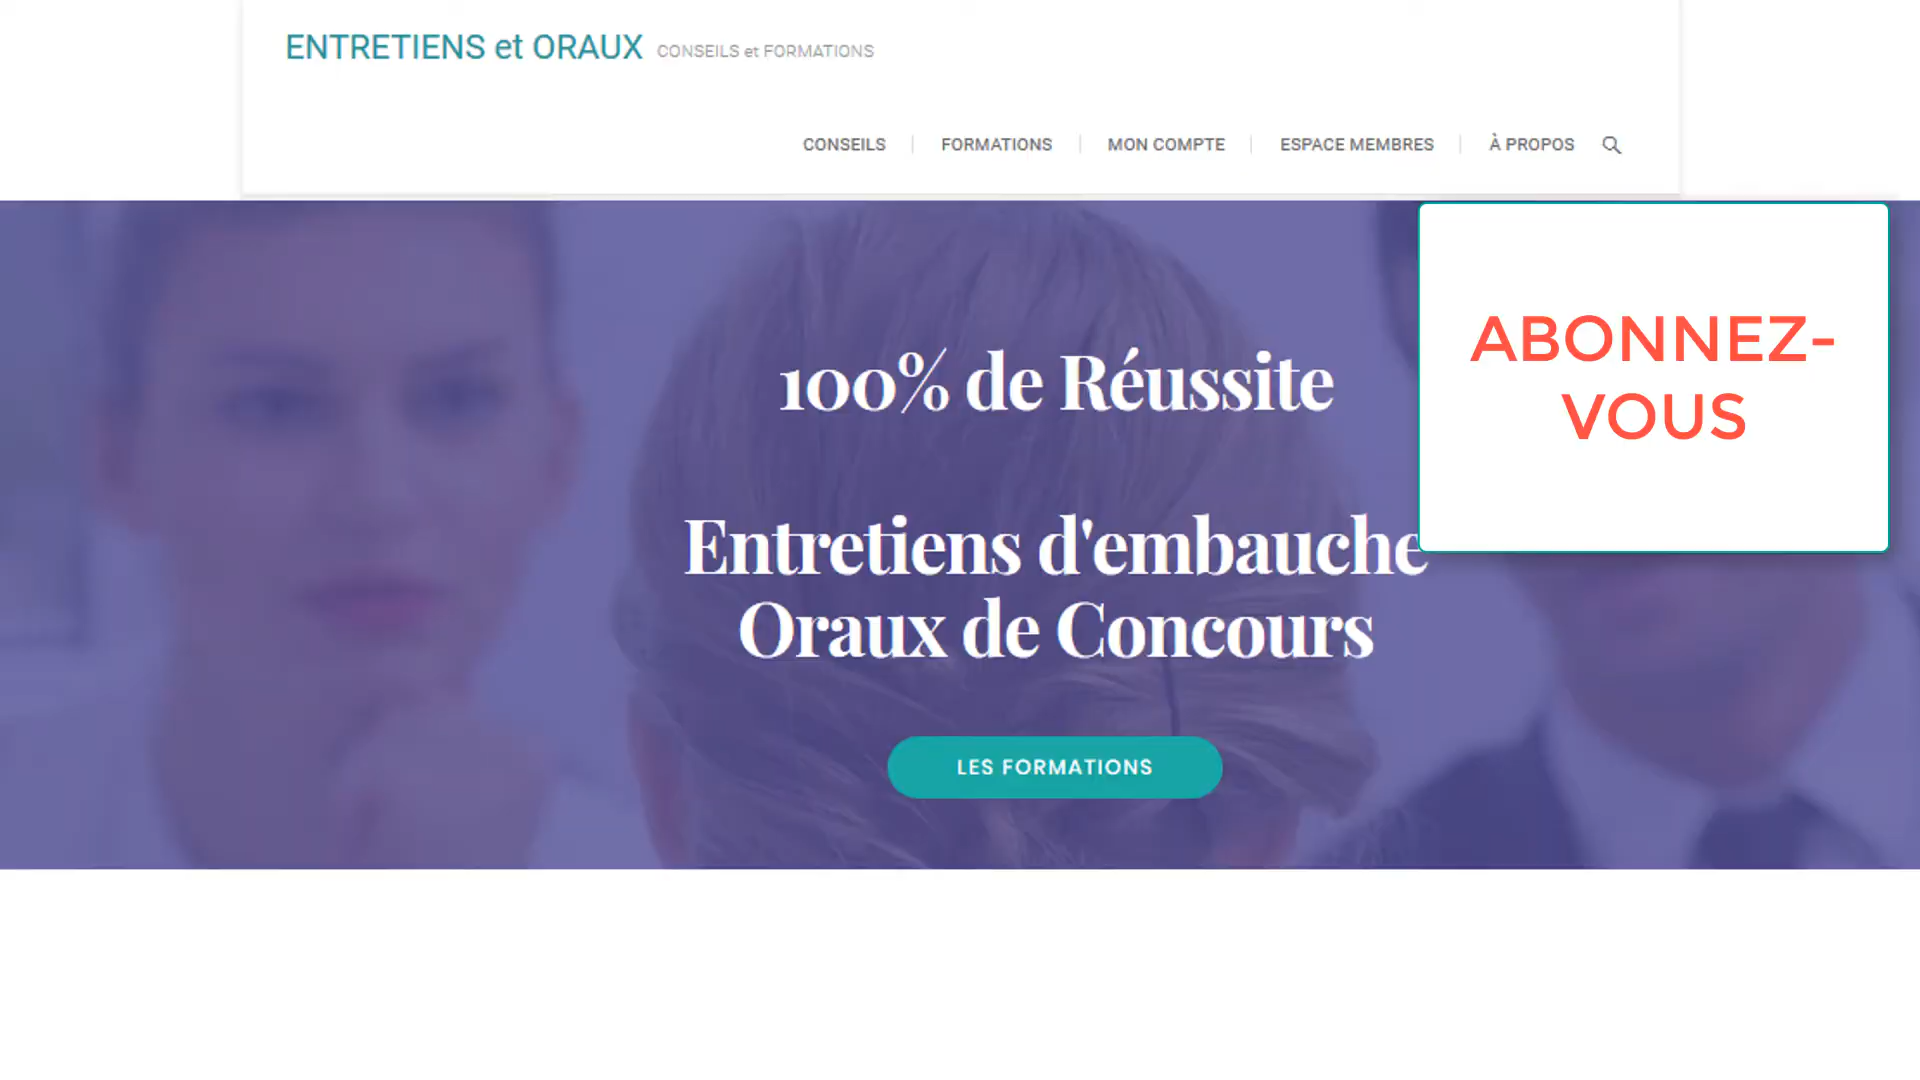 ENTRETIENS et ORAUX CONSEILS et FORMATIONS
CONSEILS FORMATIONS MON COMPTE ESPACE MEMBRES À PROPOS
ABONNEZ-
VOUS
100% de Réussite
Entretiens d'embauche
Oraux de Concours
LES FORMATIONS